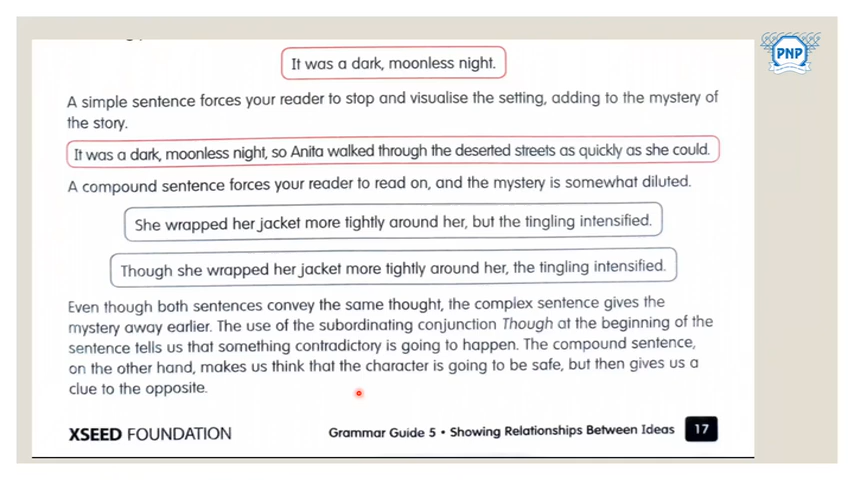 It was a dark, moonless night.
PNP
A simple sentence forces your reader to stop and visualise the setting, adding to the mystery of
the story.
It was a dark, moonless night, so Anita walked through the deserted streets as quickly as she could.
A compound sentence forces your reader to read on, and the mystery is somewhat diluted.
She wrapped her jacket more tightly around her, but the tingling intensified.
Though she wrapped her jacket more tightly around her, the tingling intensified.
Even though both sentences convey the same thought, the complex sentence gives the
mystery away earlier. The use of the subordinating conjunction Though at the beginning of the
sentence tells us that something contradictory is going to happen. The compound sentence,
on the other hand, makes us think that the character is going to be safe, but then gives us a
clue to the opposite.
XSEED FOUNDATION
Grammar Guide 5 • Showing Relationships Between Ideas 17